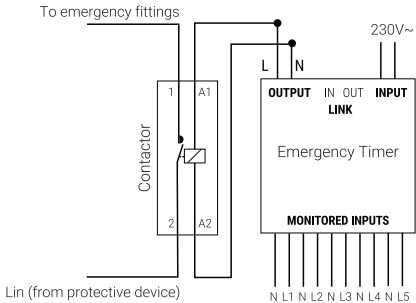 To emergency fittings
230V~
L N
1 A1
OUTPUT IN OUT INPUT
LINK
Contactor
Emergency Timer
2 A2
MONITORED INPUTS
Lin (from protective device)
N L1 N L2 N L3 N L4 N L5